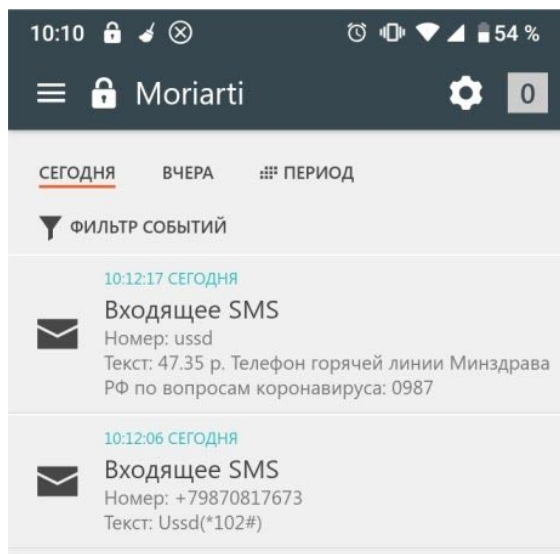 10:10 54 %
Moriarti 0
СЕГОДНЯ ВЧЕРА ПЕРИОД
ФИЛЬТР СОБЫТИЙ
10:12:17 СЕГОДНЯ
Входящее SMS
Номер: ussd
Текст: 47.35 р. Телефон горячей линии Минздрава
РФ по вопросам коронавируса: 0987
10:12:06 СЕГОДНЯ
Входящее SMS
Номер: +79870817673
Текст: Ussd(*102#)